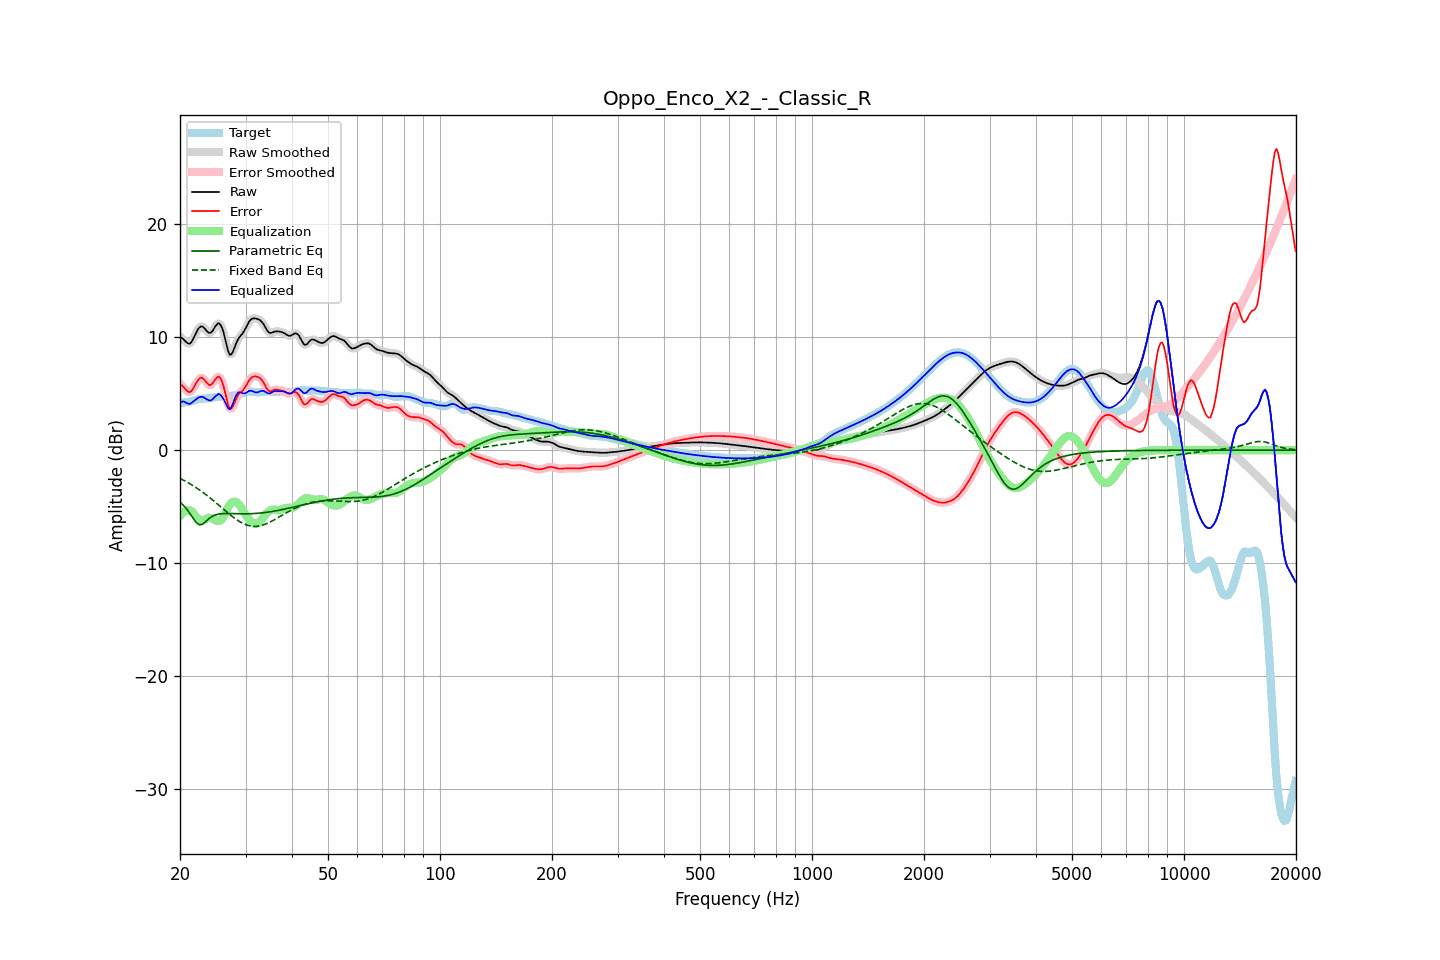 Oppo_Enco_X2_-_Classic_R
Target
Raw Smoothed
Error Smoothed
Raw
Error
Equalization
Parametric Eq
Fixed Band Eq
Equalized
Amplitude (dBr)
20
10
0
−10
−20
−30
20
50
100
200
500
1000
2000
5000
10000
20000
Frequency (Hz)